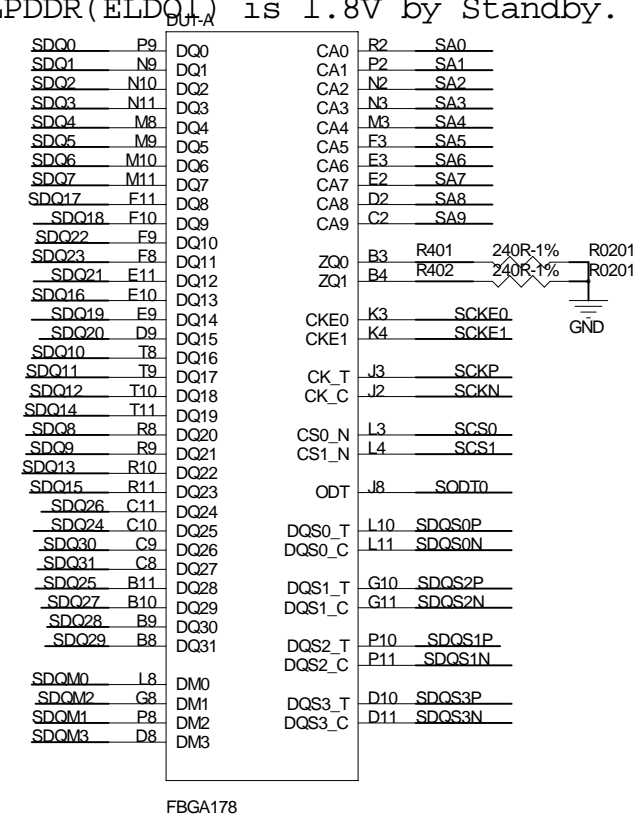 LPDDR(ELDO1) is 1.8V by Standby.
DU1-A
SDQ0 P9 DQ0 CA0 R2 SA0
SDQ1 N9 DQ1 CA1 P2 SA1
SDQ2 N10 DQ2 CA2 N2 SA2
SDQ3 N11 DQ3 CA3 N3 SA3
SDQ4 M8 DQ4 CA4 M3 SA4
SDQ5 M9 DQ5 CA5 F3 SA5
SDQ6 M10 DQ6 CA6 E3 SA6
SDQ7 M11 DQ7 CA7 E2 SA7
SDQ17 F11 DQ8 CA8 D2 SA8
SDQ18 F10 DQ9 CA9 C2 SA9
SDQ22 F9 DQ10
SDQ23 F8 DQ11 ZQ0 B3 R401 240R-1% R0201
SDQ21 E11 DQ12 ZQ1 B4 R402 240R-1% R0201
SDQ16 E10 DQ13
SDQ19 E9 DQ14 CKE0 K3 SCKE0 GND
SDQ20 D9 DQ15 CKE1 K4 SCKE1
SDQ10 T8 DQ16
SDQ11 T9 DQ17 CK_T J3 SCKP
SDQ12 T10 DQ18 CK_C J2 SCKN
SDQ14 T11 DQ19
SDQ8 R8 DQ20 CS0_N L3 SCS0
SDQ9 R9 DQ21 CS1_N L4 SCS1
SDQ13 R10 DQ22
SDQ15 R11 DQ23 ODT J8 SODT0
SDQ26 C11 DQ24
SDQ24 C10 DQ25 DQS0_T L10 SDQS0P
SDQ30 C9 DQ26 DQS0_C L11 SDQS0N
SDQ31 C8 DQ27
SDQ25 B11 DQ28 DQS1_T G10 SDQS2P
SDQ27 B10 DQ29 DQS1_C G11 SDQS2N
SDQ28 B9 DQ30
SDQ29 B8 DQ31 DQS2_T P10 SDQS1P
DQS2_C P11 SDQS1N
SDQM0 L8 DM0
SDQM2 G8 DM1 DQS3_T D10 SDQS3P
SDQM1 P8 DM2 DQS3_C D11 SDQS3N
SDQM3 D8 DM3
FBGA178